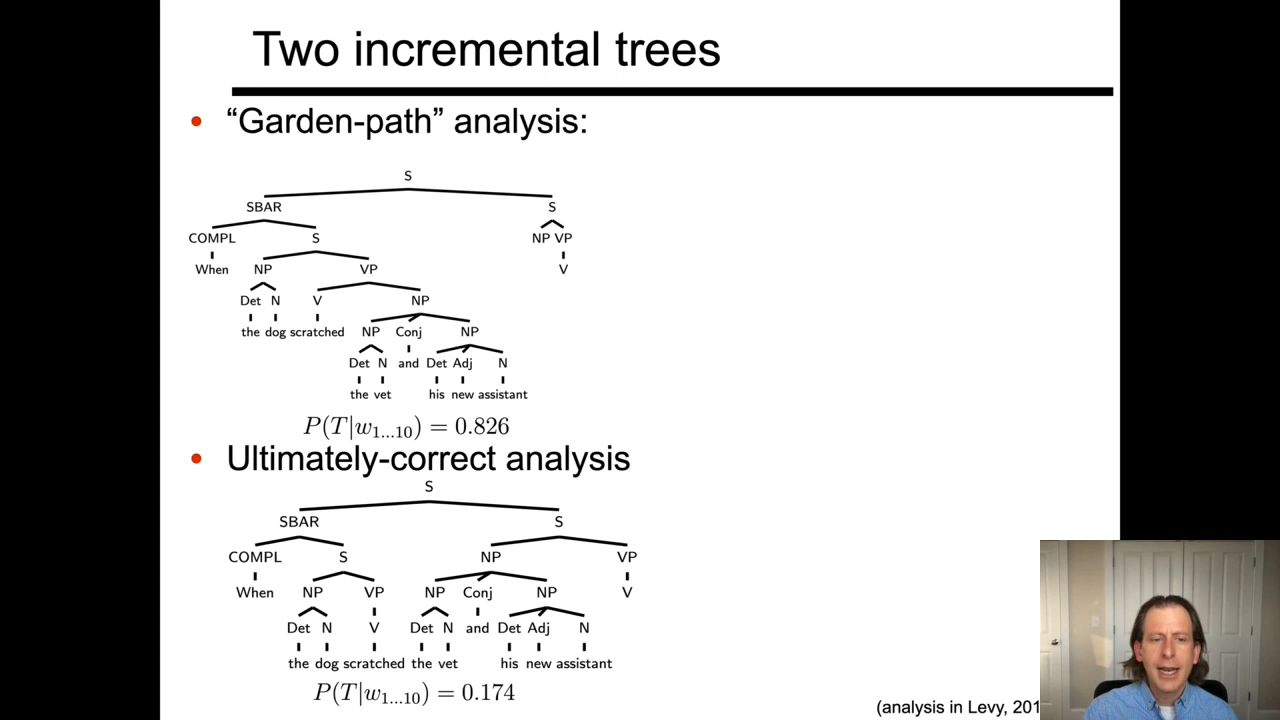 Two incremental trees
• “Garden-path” analysis:
S
SBAR S
COMPL S NP VP
When NP VP V
Det N V NP
the dog scratched NP Conj NP
Det N and Det Adj N
the vet his new assistant
P(T|w1...10) = 0.826
• Ultimately-correct analysis
S
SBAR S
COMPL S NP VP
When NP VP NP Conj NP V
Det N V Det N and Det Adj N
the dog scratched the vet his new assistant
P(T|w1...10) = 0.174
(analysis in Levy, 201